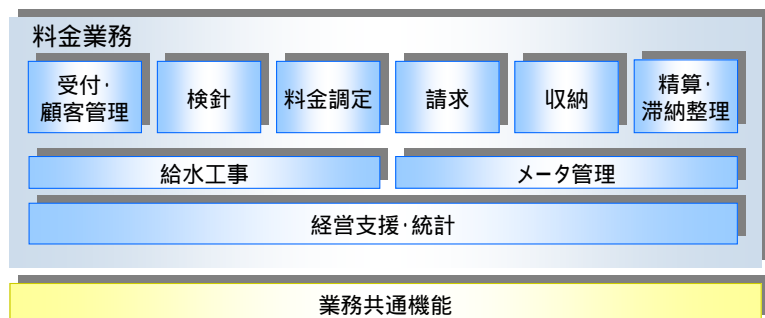 料金業務
受付･
顧客管理
検針
料金調定
請求
収納
精算･
滞納整理
給水工事
メータ管理
経営支援･統計
業務共通機能